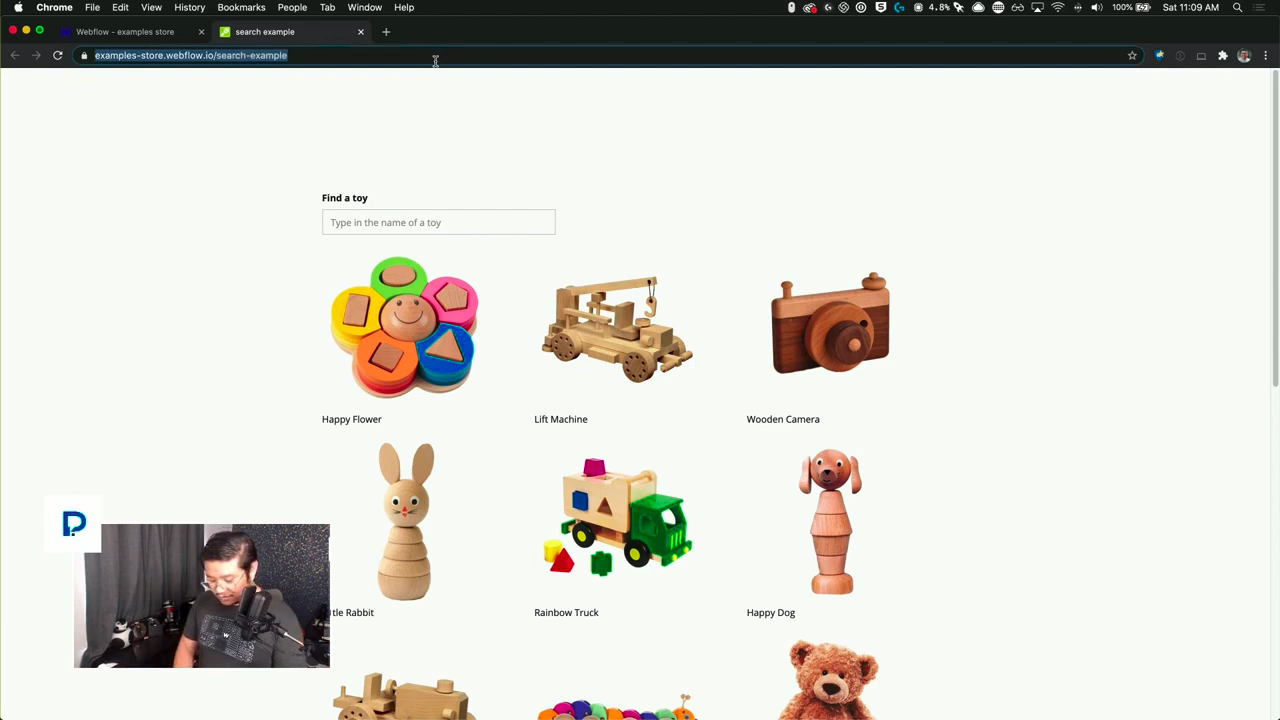 Chrome File Edit View History Bookmarks People Tab Window Help 4.8% 100% Sat 11:09 AM
Webflow - examples store
search example
examples-store.webflow.io/search-example
Find a toy
Type in the name of a toy
Happy Flower Lift Machine Wooden Camera
tle Rabbit Rainbow Truck Happy Dog